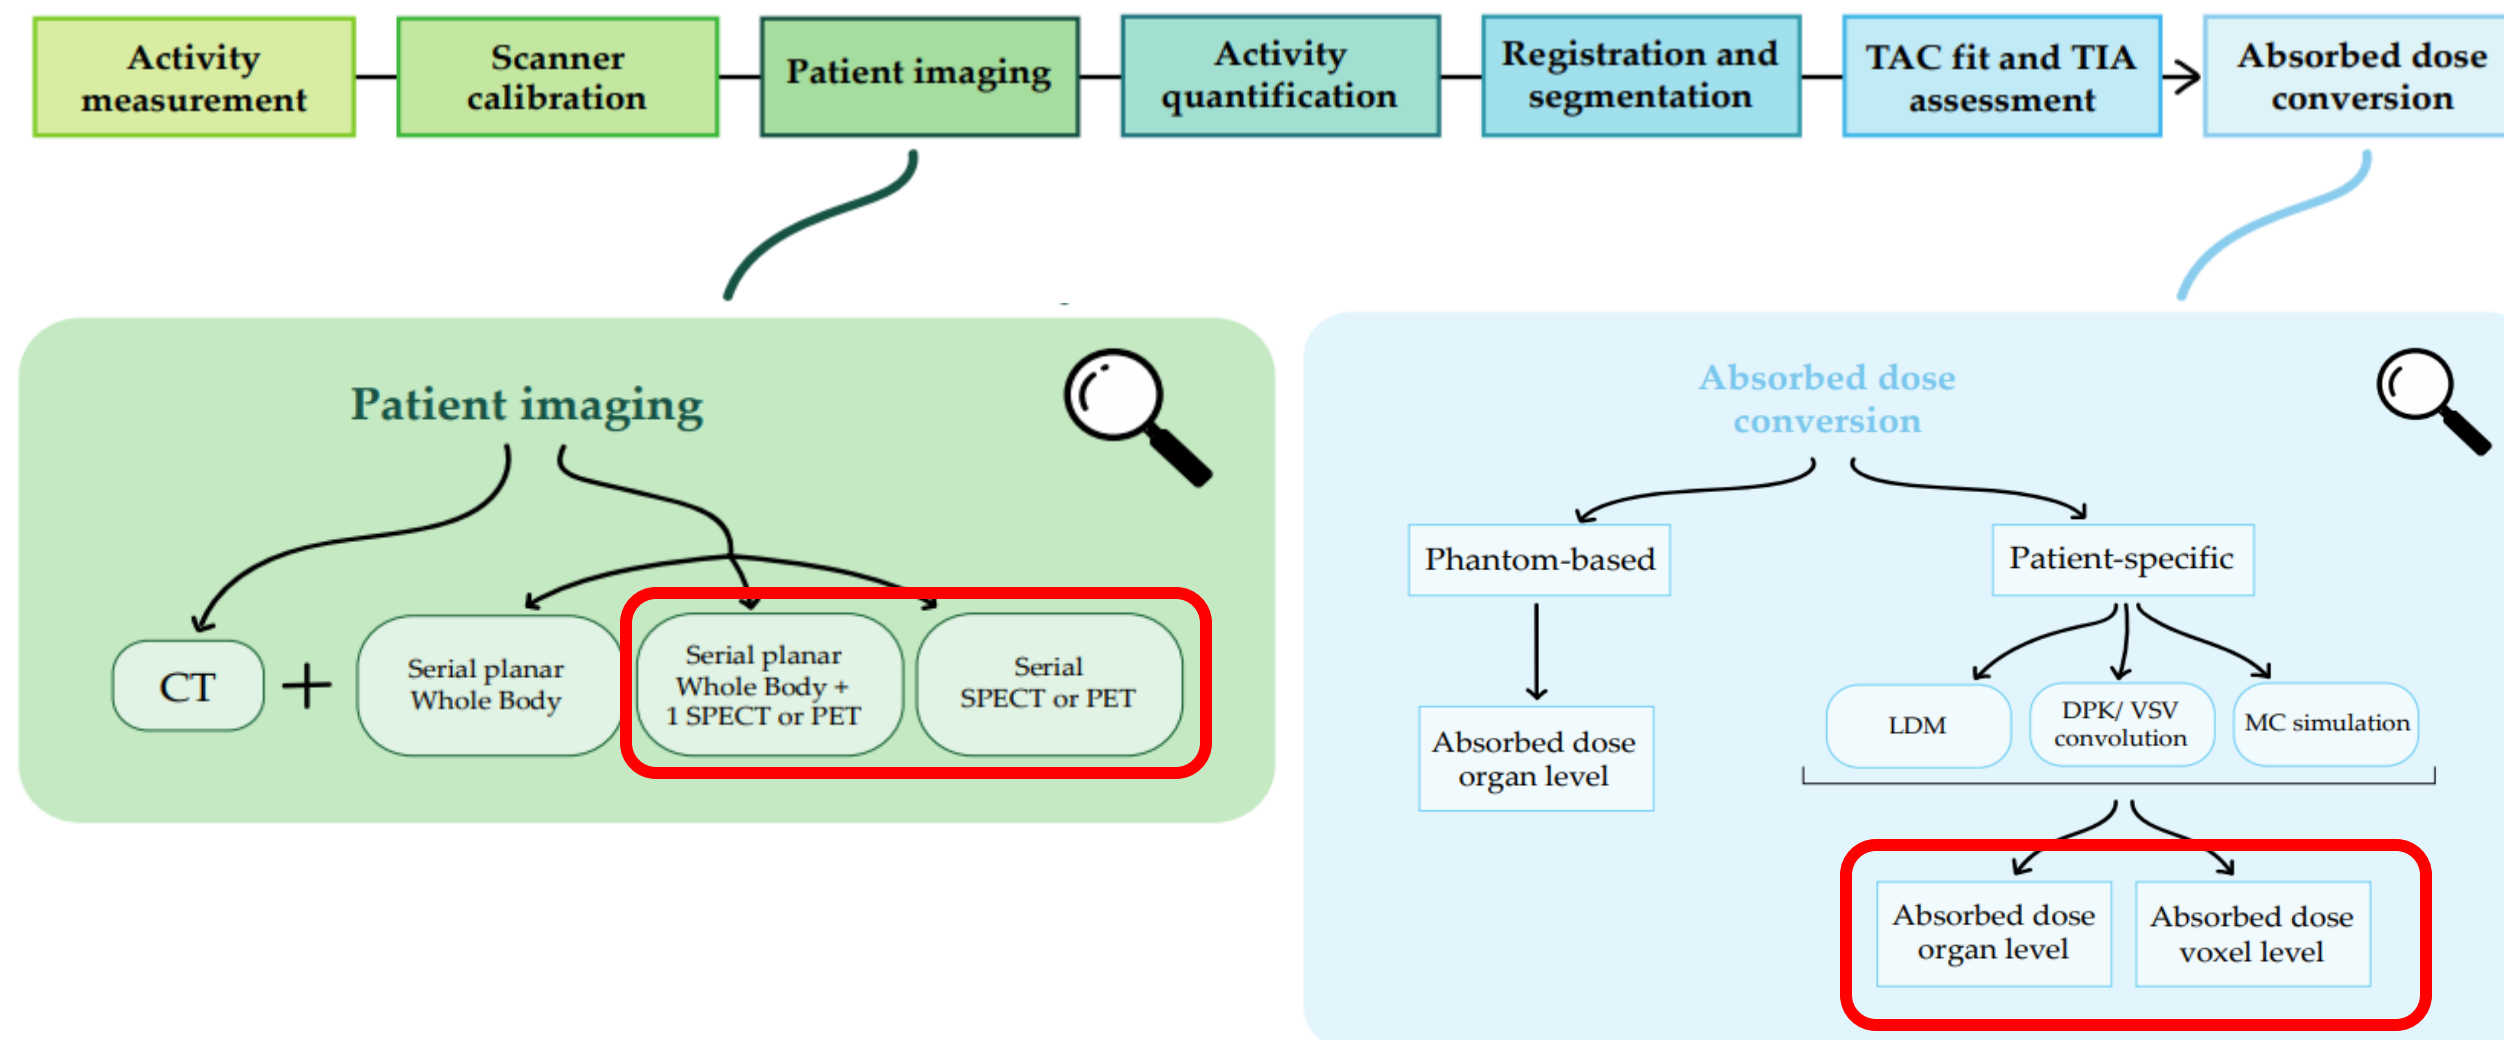 Activity
measurement
Scanner
calibration
Patient imaging
Activity
quantification
Registration and
segmentation
TAC fit and TIA
assessment
Absorbed dose
conversion
Patient imaging
CT
+
Serial planar
Whole Body
Serial planar
Whole Body +
1 SPECT or PET
Serial
SPECT or PET
Absorbed dose
conversion
Phantom-based
Absorbed dose
organ level
Patient-specific
LDM
DPK/ VSV
convolution
MC simulation
Absorbed dose
organ level
Absorbed dose
voxel level